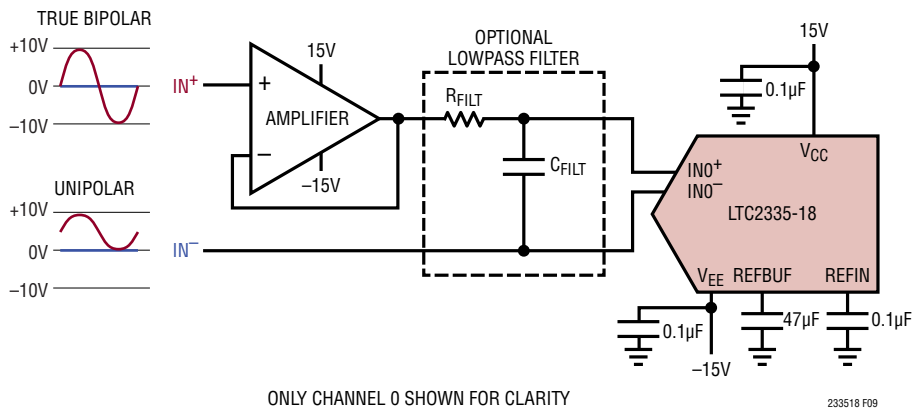 TRUE BIPOLAR
+10V
0V
–10V
UNIPOLAR
+10V
0V
–10V
IN+
IN–
15V
+
AMPLIFIER
–
–15V
OPTIONAL
LOWPASS FILTER
RFILT
CFILT
15V
0.1µF
VCC
IN0+
IN0–
LTC2335-18
VEE REFBUF REFIN
0.1µF
47µF
0.1µF
–15V
ONLY CHANNEL 0 SHOWN FOR CLARITY
233518 F09